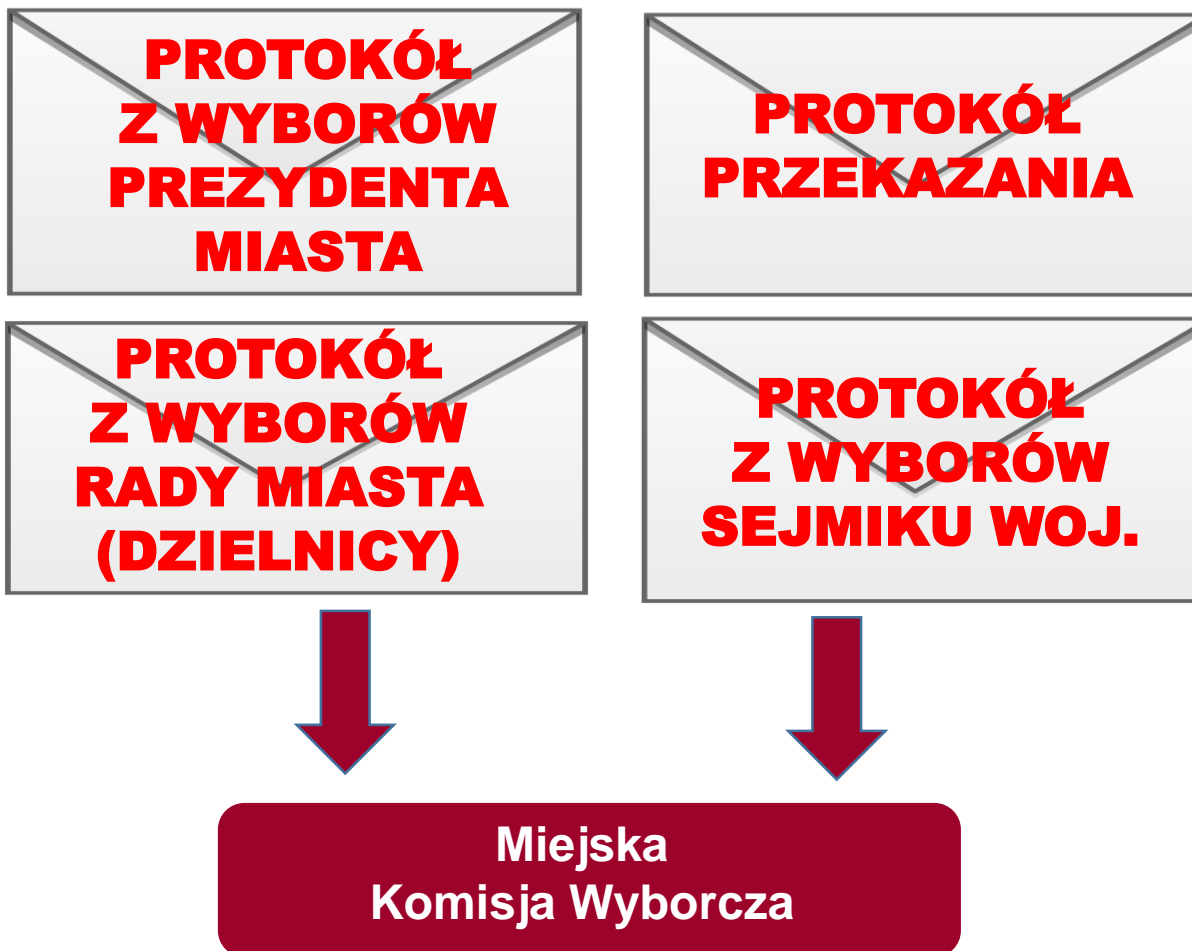 PROTOKÓŁ
Z WYBORÓW
PREZYDENTA
MIASTA
PROTOKÓŁ
PRZEKAZANIA
PROTOKÓŁ
Z WYBORÓW
RADY MIASTA
(DZIELNICY)
PROTOKÓŁ
Z WYBORÓW
SEJMIKU WOJ.
Miejska
Komisja Wyborcza